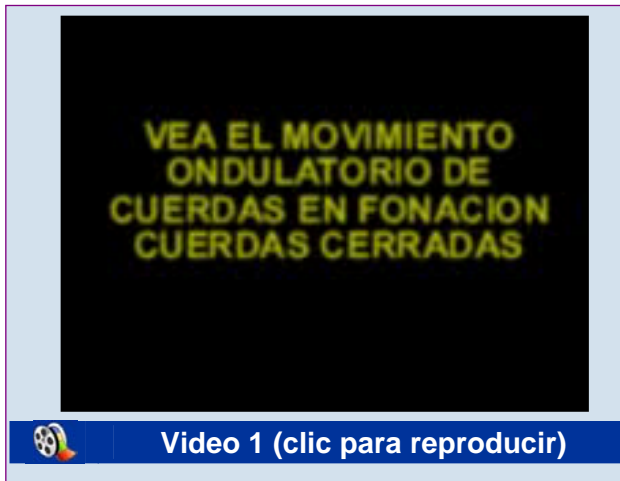 VEA EL MOVIMIENTO
ONDULATORIO DE
CUERDAS EN FONACION
CUERDAS CERRADAS
Video 1 (clic para reproducir)